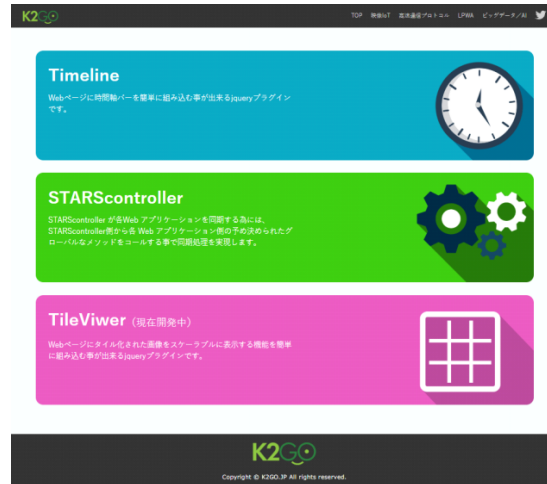 K2GO
TOP 映像IoT 高速通信プロトコル LPWA ビッグデータ/AI
Timeline
Webページに時間軸バーを簡単に組み込む事が出来るjqueryプラグイン
です。
STARScontroller
STARScontroller が各Web アプリケーションを同期する為には、
STARScontroller側から各 Web アプリケーション側の予め決められたグ
ローバルなメソッドをコールする事で同期処理を実現します。
TileViwer（現在開発中）
Webページにタイル化された画像をスケーラブルに表示する機能を簡単
に組み込む事が出来るjqueryプラグインです。
K2GO
Copyright © K2GO.JP All rights reserved.